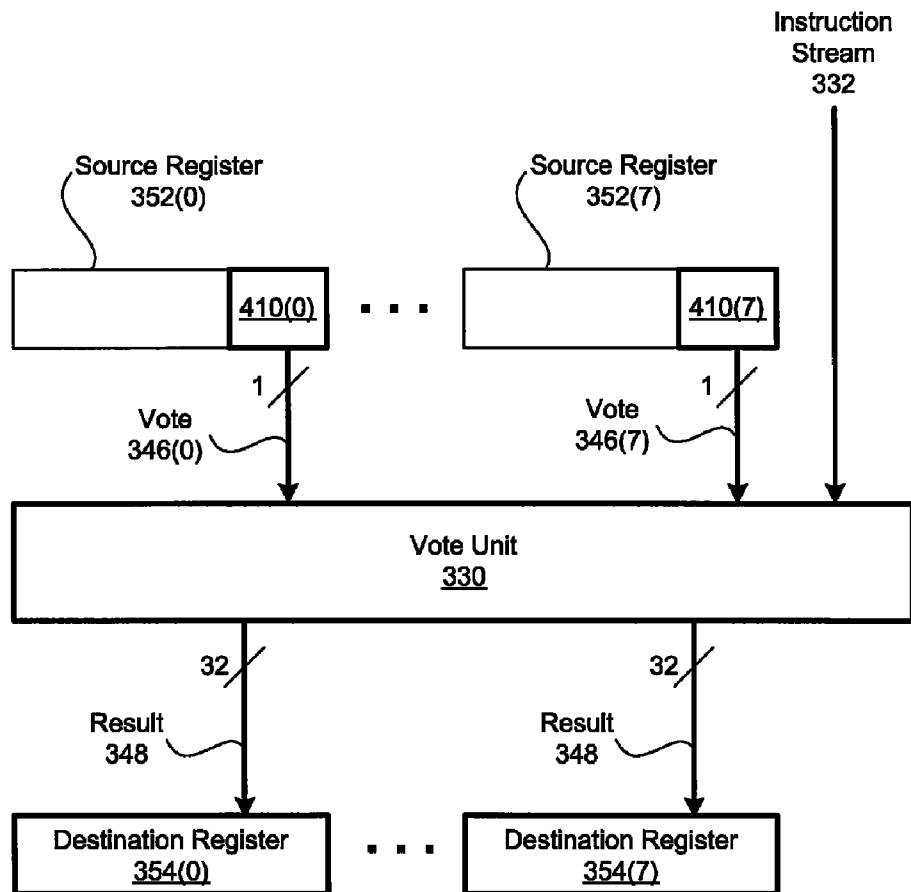 Instruction
Stream
332
Source Register
352(0)
Source Register
352(7)
410(0)
. . .
410(7)
1
1
Vote
346(0)
Vote
346(7)
Vote Unit
330
32
32
Result
348
Result
348
Destination Register
354(0)
. . .
Destination Register
354(7)